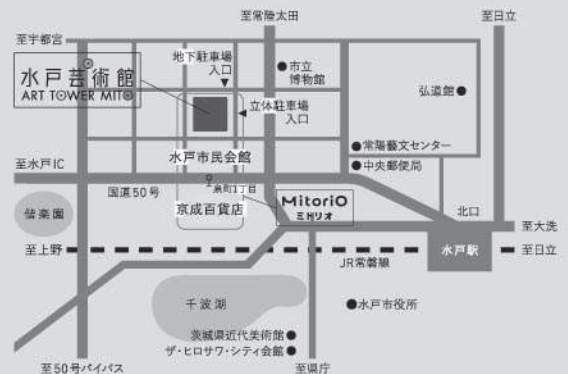 至常陸太田
至日立
至宇都宮
地下駐車場
入口
市立
博物館
弘道館
水戸芸術館
ART TOWER MITO
立体駐車場
入口
常陽藝文センター
水戸市民会館
中央郵便局
至水戸IC
国道50号
泉町1丁目
MitoriO
ミトリオ
偕楽園
京成百貨店
北口
至大洗
至上野
水戸駅
至日立
JR常磐線
千波湖
水戸市役所
茨城県近代美術館
ザ・ヒロサワ・シティ会館
至50号バイパス
至県庁